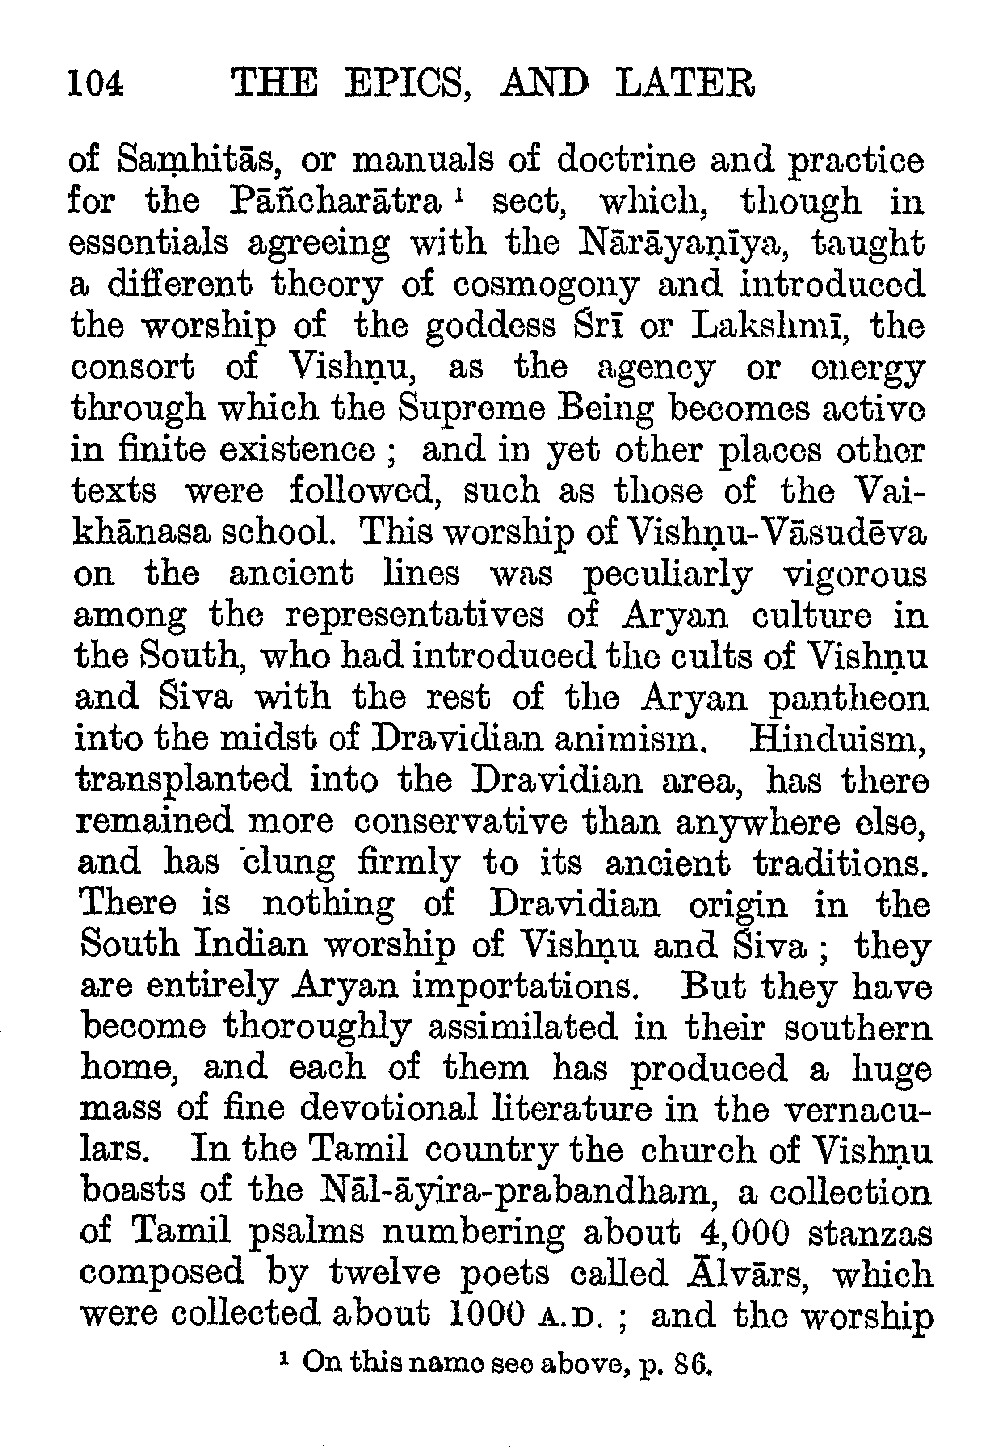 104 THE EPICS, AND LATER
of Saṃhitās, or manuals of doctrine and practice
for the Pāñcharātra ¹ sect, which, though in
essentials agreeing with the Nārāyaṇīya, taught
a different theory of cosmogony and introduced
the worship of the goddess Śrī or Lakshmī, the
consort of Vishṇu, as the agency or energy
through which the Supreme Being becomes active
in finite existence ; and in yet other places other
texts were followed, such as those of the Vai-
khānasa school. This worship of Vishṇu-Vāsudēva
on the ancient lines was peculiarly vigorous
among the representatives of Aryan culture in
the South, who had introduced the cults of Vishṇu
and Śiva with the rest of the Aryan pantheon
into the midst of Dravidian animism. Hinduism,
transplanted into the Dravidian area, has there
remained more conservative than anywhere else,
and has clung firmly to its ancient traditions.
There is nothing of Dravidian origin in the
South Indian worship of Vishṇu and Śiva ; they
are entirely Aryan importations. But they have
become thoroughly assimilated in their southern
home, and each of them has produced a huge
mass of fine devotional literature in the vernacu-
lars. In the Tamil country the church of Vishṇu
boasts of the Nāl-āyira-prabandham, a collection
of Tamil psalms numbering about 4,000 stanzas
composed by twelve poets called Āḻvārs, which
were collected about 1000 A.D. ; and the worship
¹ On this name see above, p. 86.